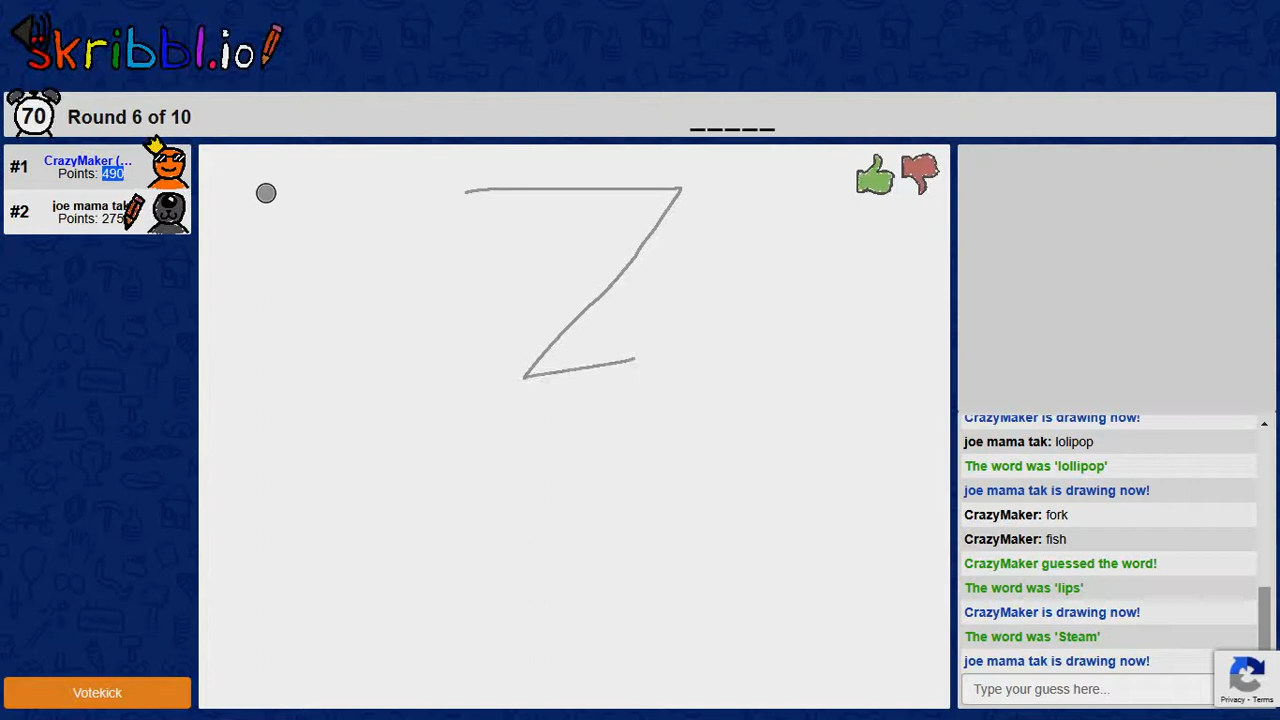 skribbl.io
70
Round 6 of 10
_____
#1
CrazyMaker (...
Points: 490
#2
joe mama tak
Points: 275
Z
CrazyMaker is drawing now!
joe mama tak: lolipop
The word was 'lollipop'
joe mama tak is drawing now!
CrazyMaker: fork
CrazyMaker: fish
CrazyMaker guessed the word!
The word was 'lips'
CrazyMaker is drawing now!
The word was 'Steam'
joe mama tak is drawing now!
Type your guess here...
Privacy - Terms
Votekick